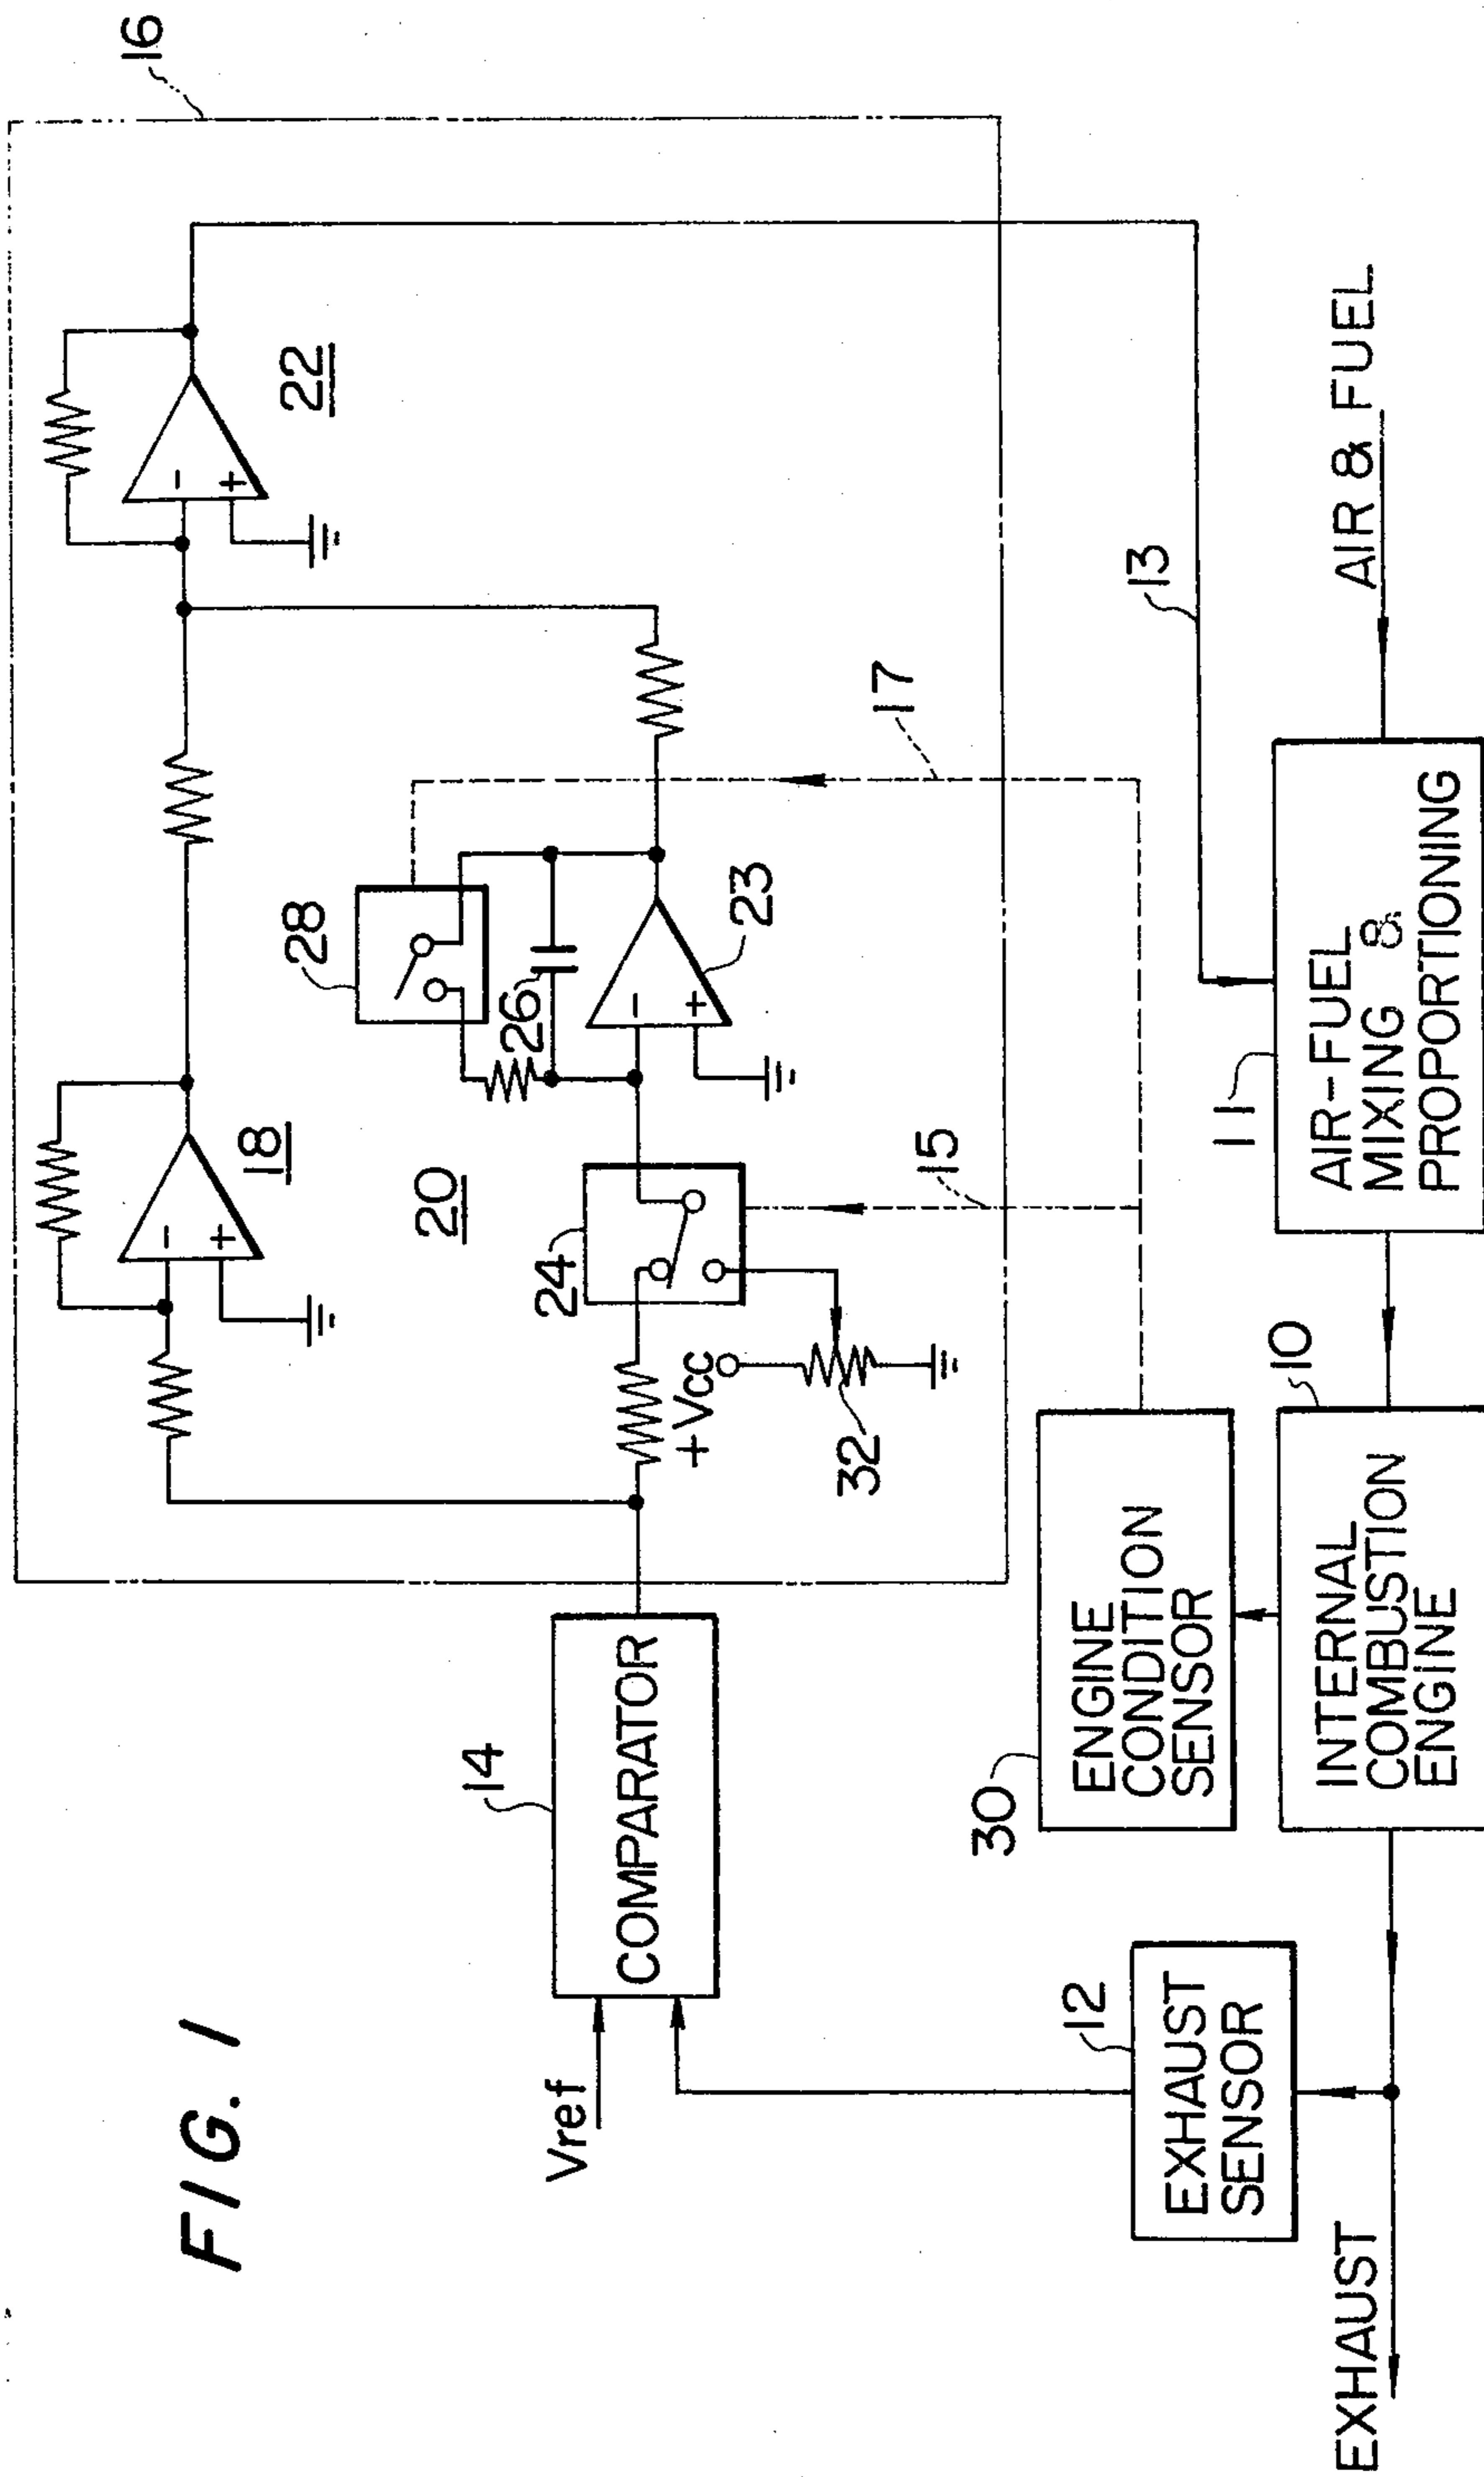 FIG. 1
16
22
18
20
28
26
23
24
+Vcc
32
17
15
13
14
COMPARATOR
Vref
30
ENGINE
CONDITION
SENSOR
12
EXHAUST
SENSOR
10
INTERNAL
COMBUSTION
ENGINE
11
AIR-FUEL
MIXING &
PROPORTIONING
AIR & FUEL
EXHAUST
-
+
-
+
-
+